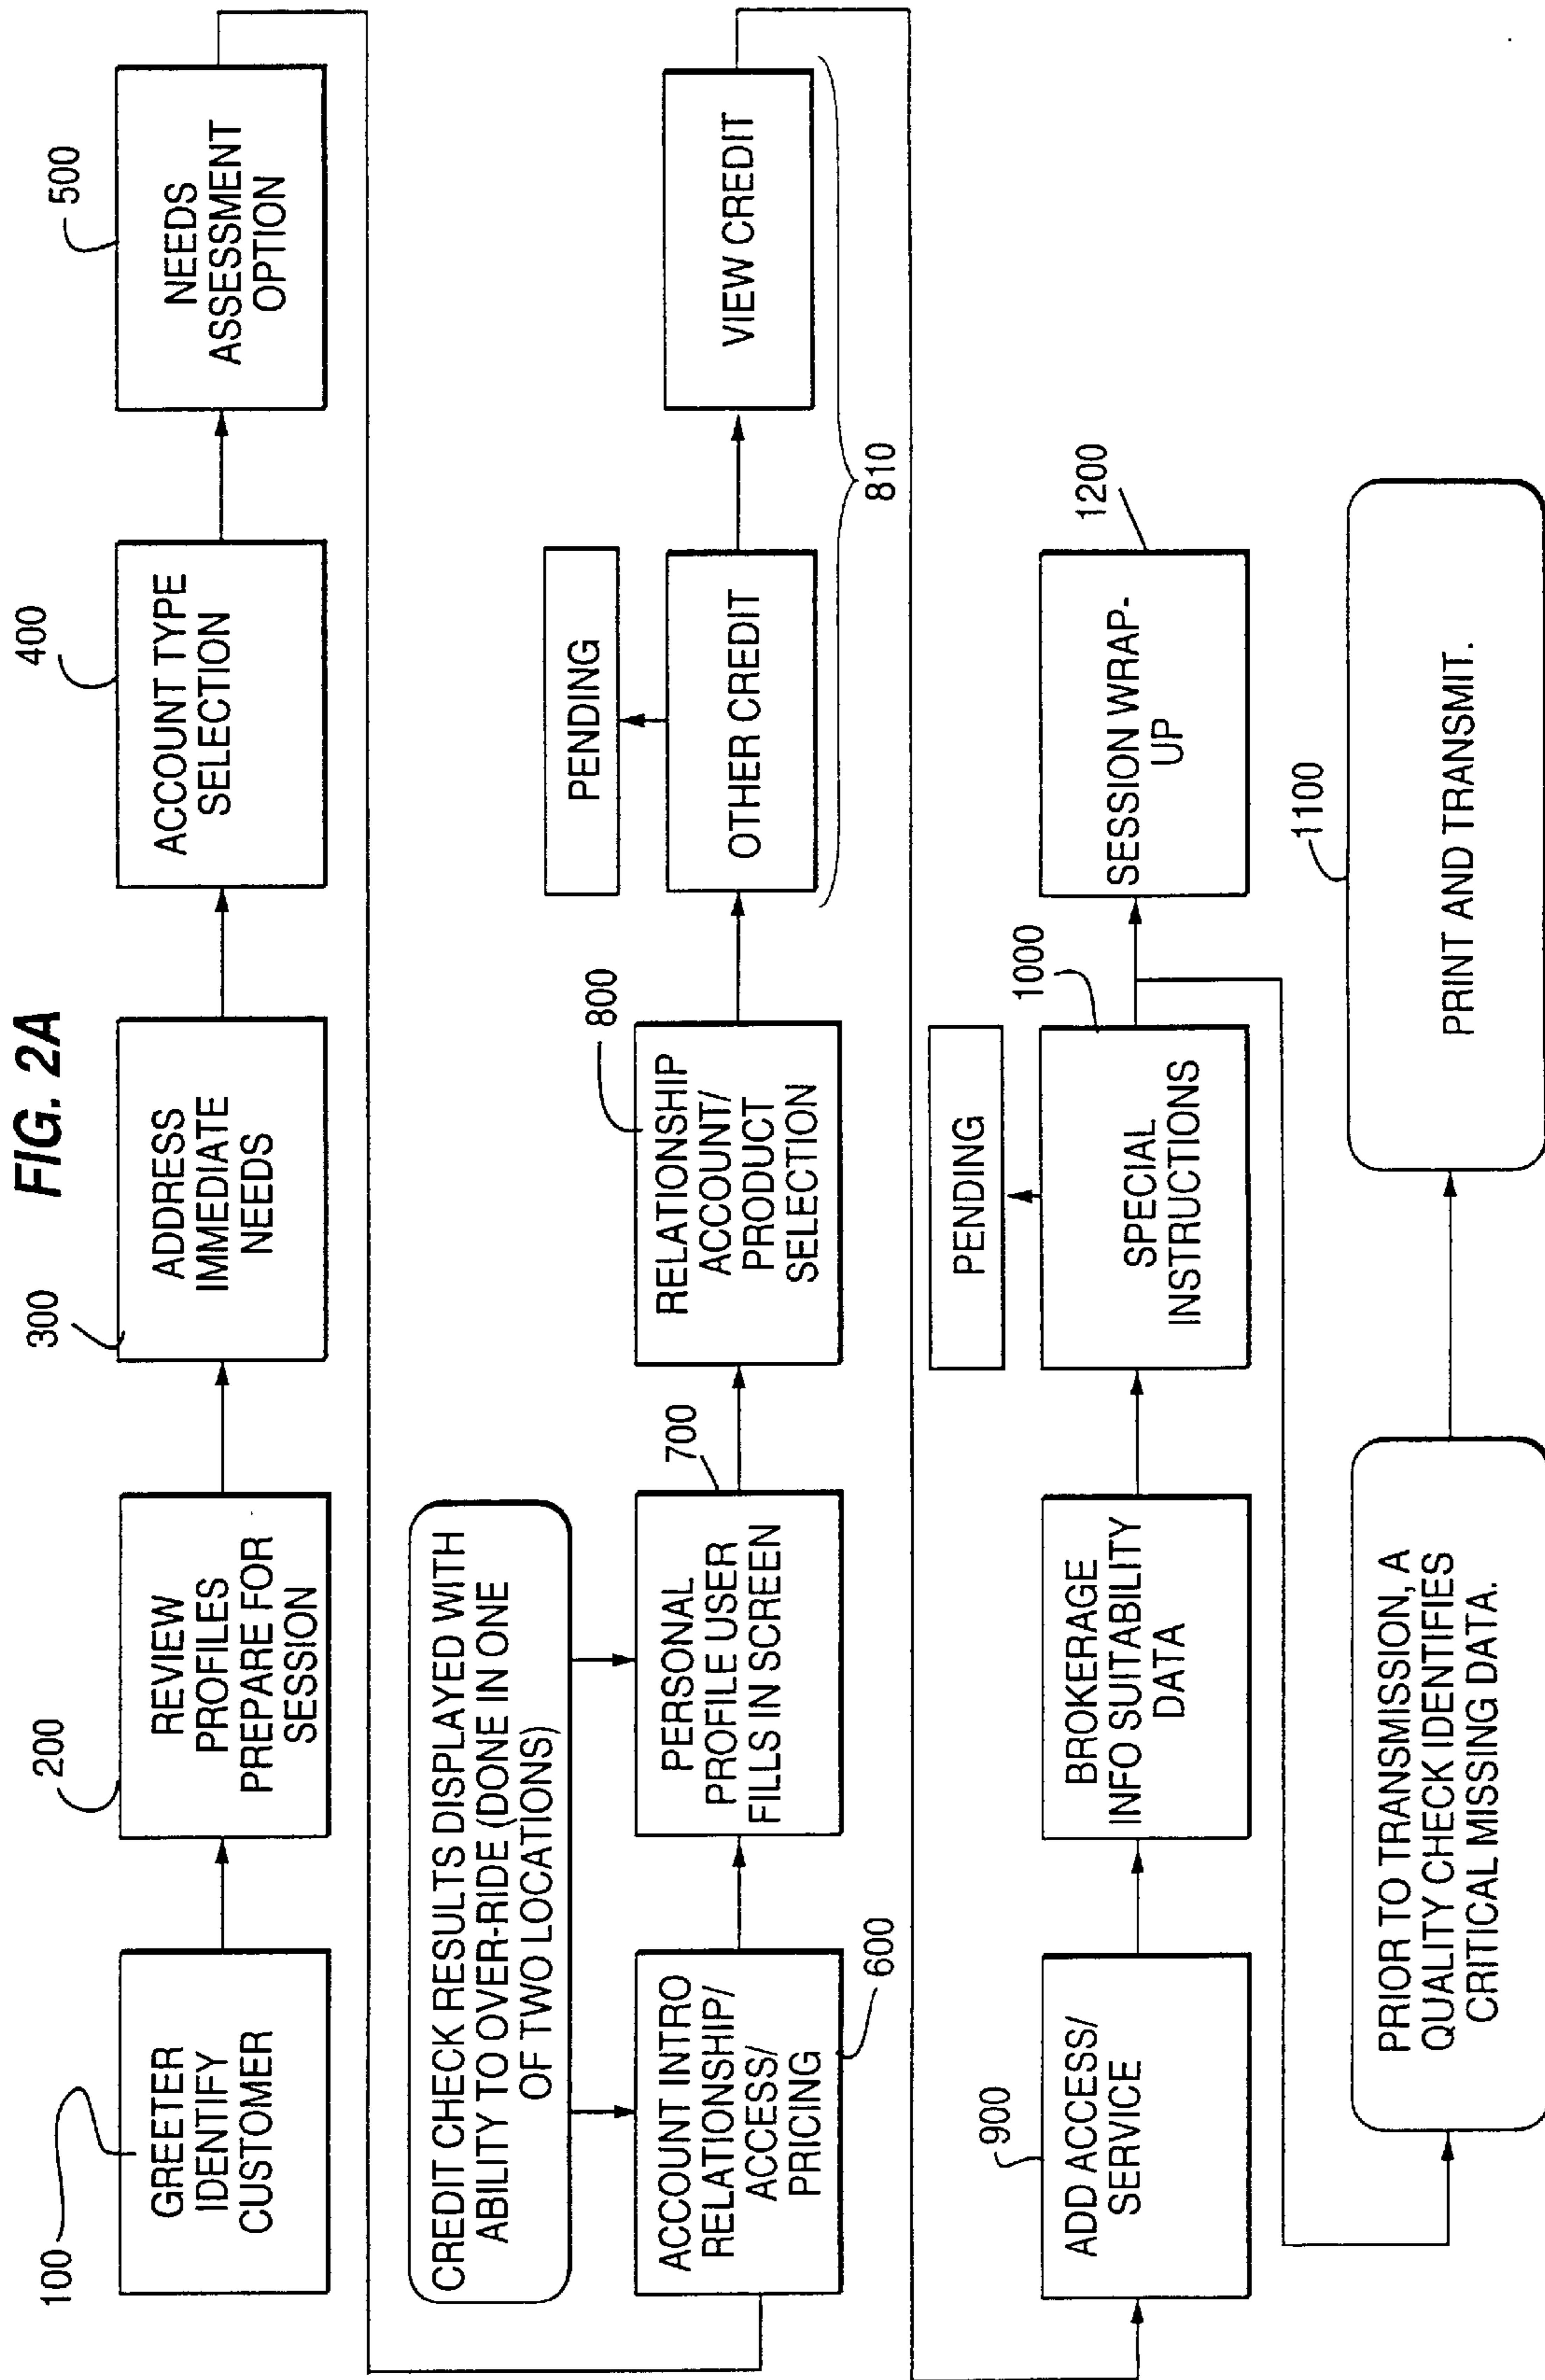 FIG. 2A
100
GREETER
IDENTIFY
CUSTOMER
200
REVIEW
PROFILES
PREPARE FOR
SESSION
300
ADDRESS
IMMEDIATE
NEEDS
400
ACCOUNT TYPE
SELECTION
500
NEEDS
ASSESSMENT
OPTION
CREDIT CHECK RESULTS DISPLAYED WITH
ABILITY TO OVER-RIDE (DONE IN ONE
OF TWO LOCATIONS)
ACCOUNT INTRO
RELATIONSHIP/
ACCESS/
PRICING
600
PERSONAL
PROFILE USER
FILLS IN SCREEN
700
RELATIONSHIP
ACCOUNT/
PRODUCT
SELECTION
800
PENDING
OTHER CREDIT
VIEW CREDIT
810
900
ADD ACCESS/
SERVICE
BROKERAGE
INFO SUITABILITY
DATA
PENDING
1000
SPECIAL
INSTRUCTIONS
1200
SESSION WRAP-
UP
PRIOR TO TRANSMISSION, A
QUALITY CHECK IDENTIFIES
CRITICAL MISSING DATA.
1100
PRINT AND TRANSMIT.